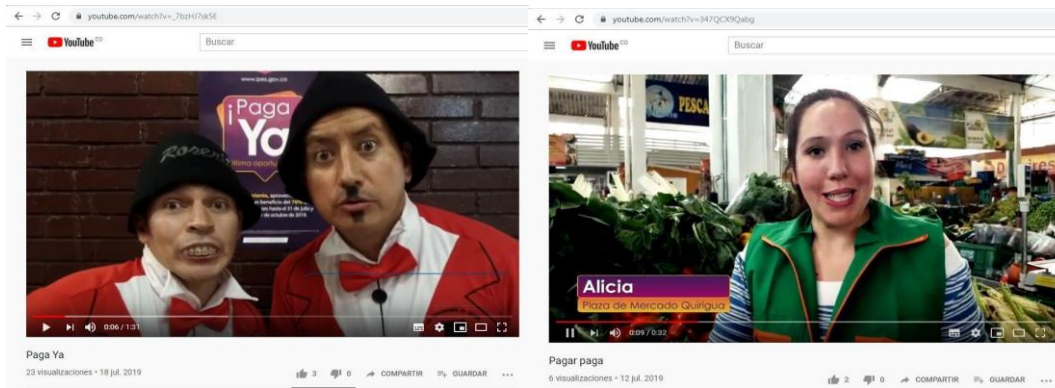 youtube.com/watch?v=_7bzHJ7sk5E
YouTube CO
Buscar
www.ipes.gov.co
¡Paga
Ya
0:06 / 1:31
Paga Ya
23 visualizaciones • 18 jul. 2019
3
0
COMPARTIR
GUARDAR
youtube.com/watch?v=347QCX9Qabg
YouTube CO
Buscar
PESCA
Alicia
Plaza de Mercado Quirigua
0:09 / 0:32
Pagar paga
6 visualizaciones • 12 jul. 2019
2
0
COMPARTIR
GUARDAR